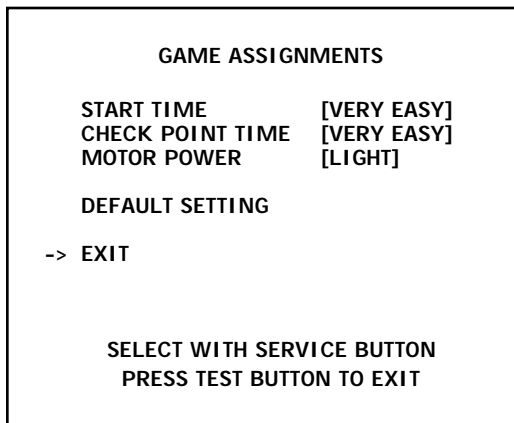 GAME ASSIGNMENTS
START TIME [VERY EASY]
CHECK POINT TIME [VERY EASY]
MOTOR POWER [LIGHT]
DEFAULT SETTING
-> EXIT
SELECT WITH SERVICE BUTTON
PRESS TEST BUTTON TO EXIT